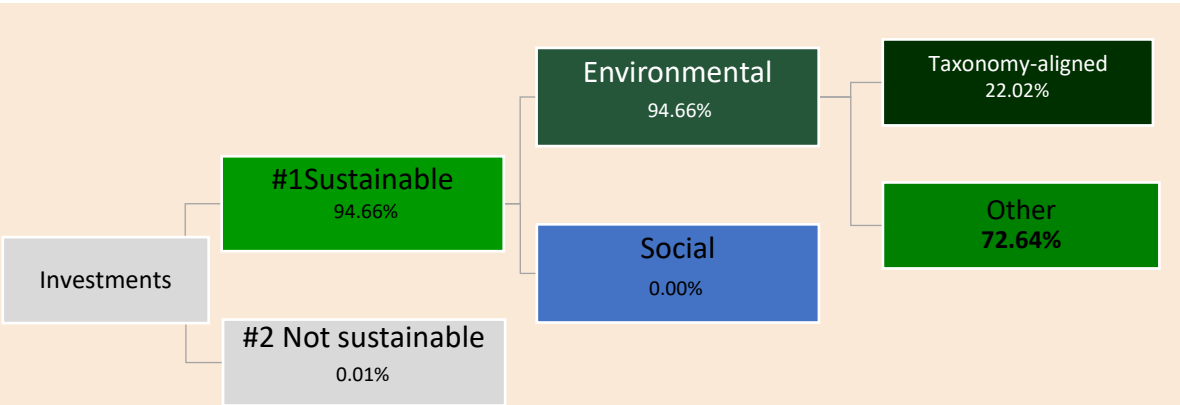 Investments
#1Sustainable
94.66%
#2 Not sustainable
0.01%
Environmental
94.66%
Social
0.00%
Taxonomy-aligned
22.02%
Other
72.64%